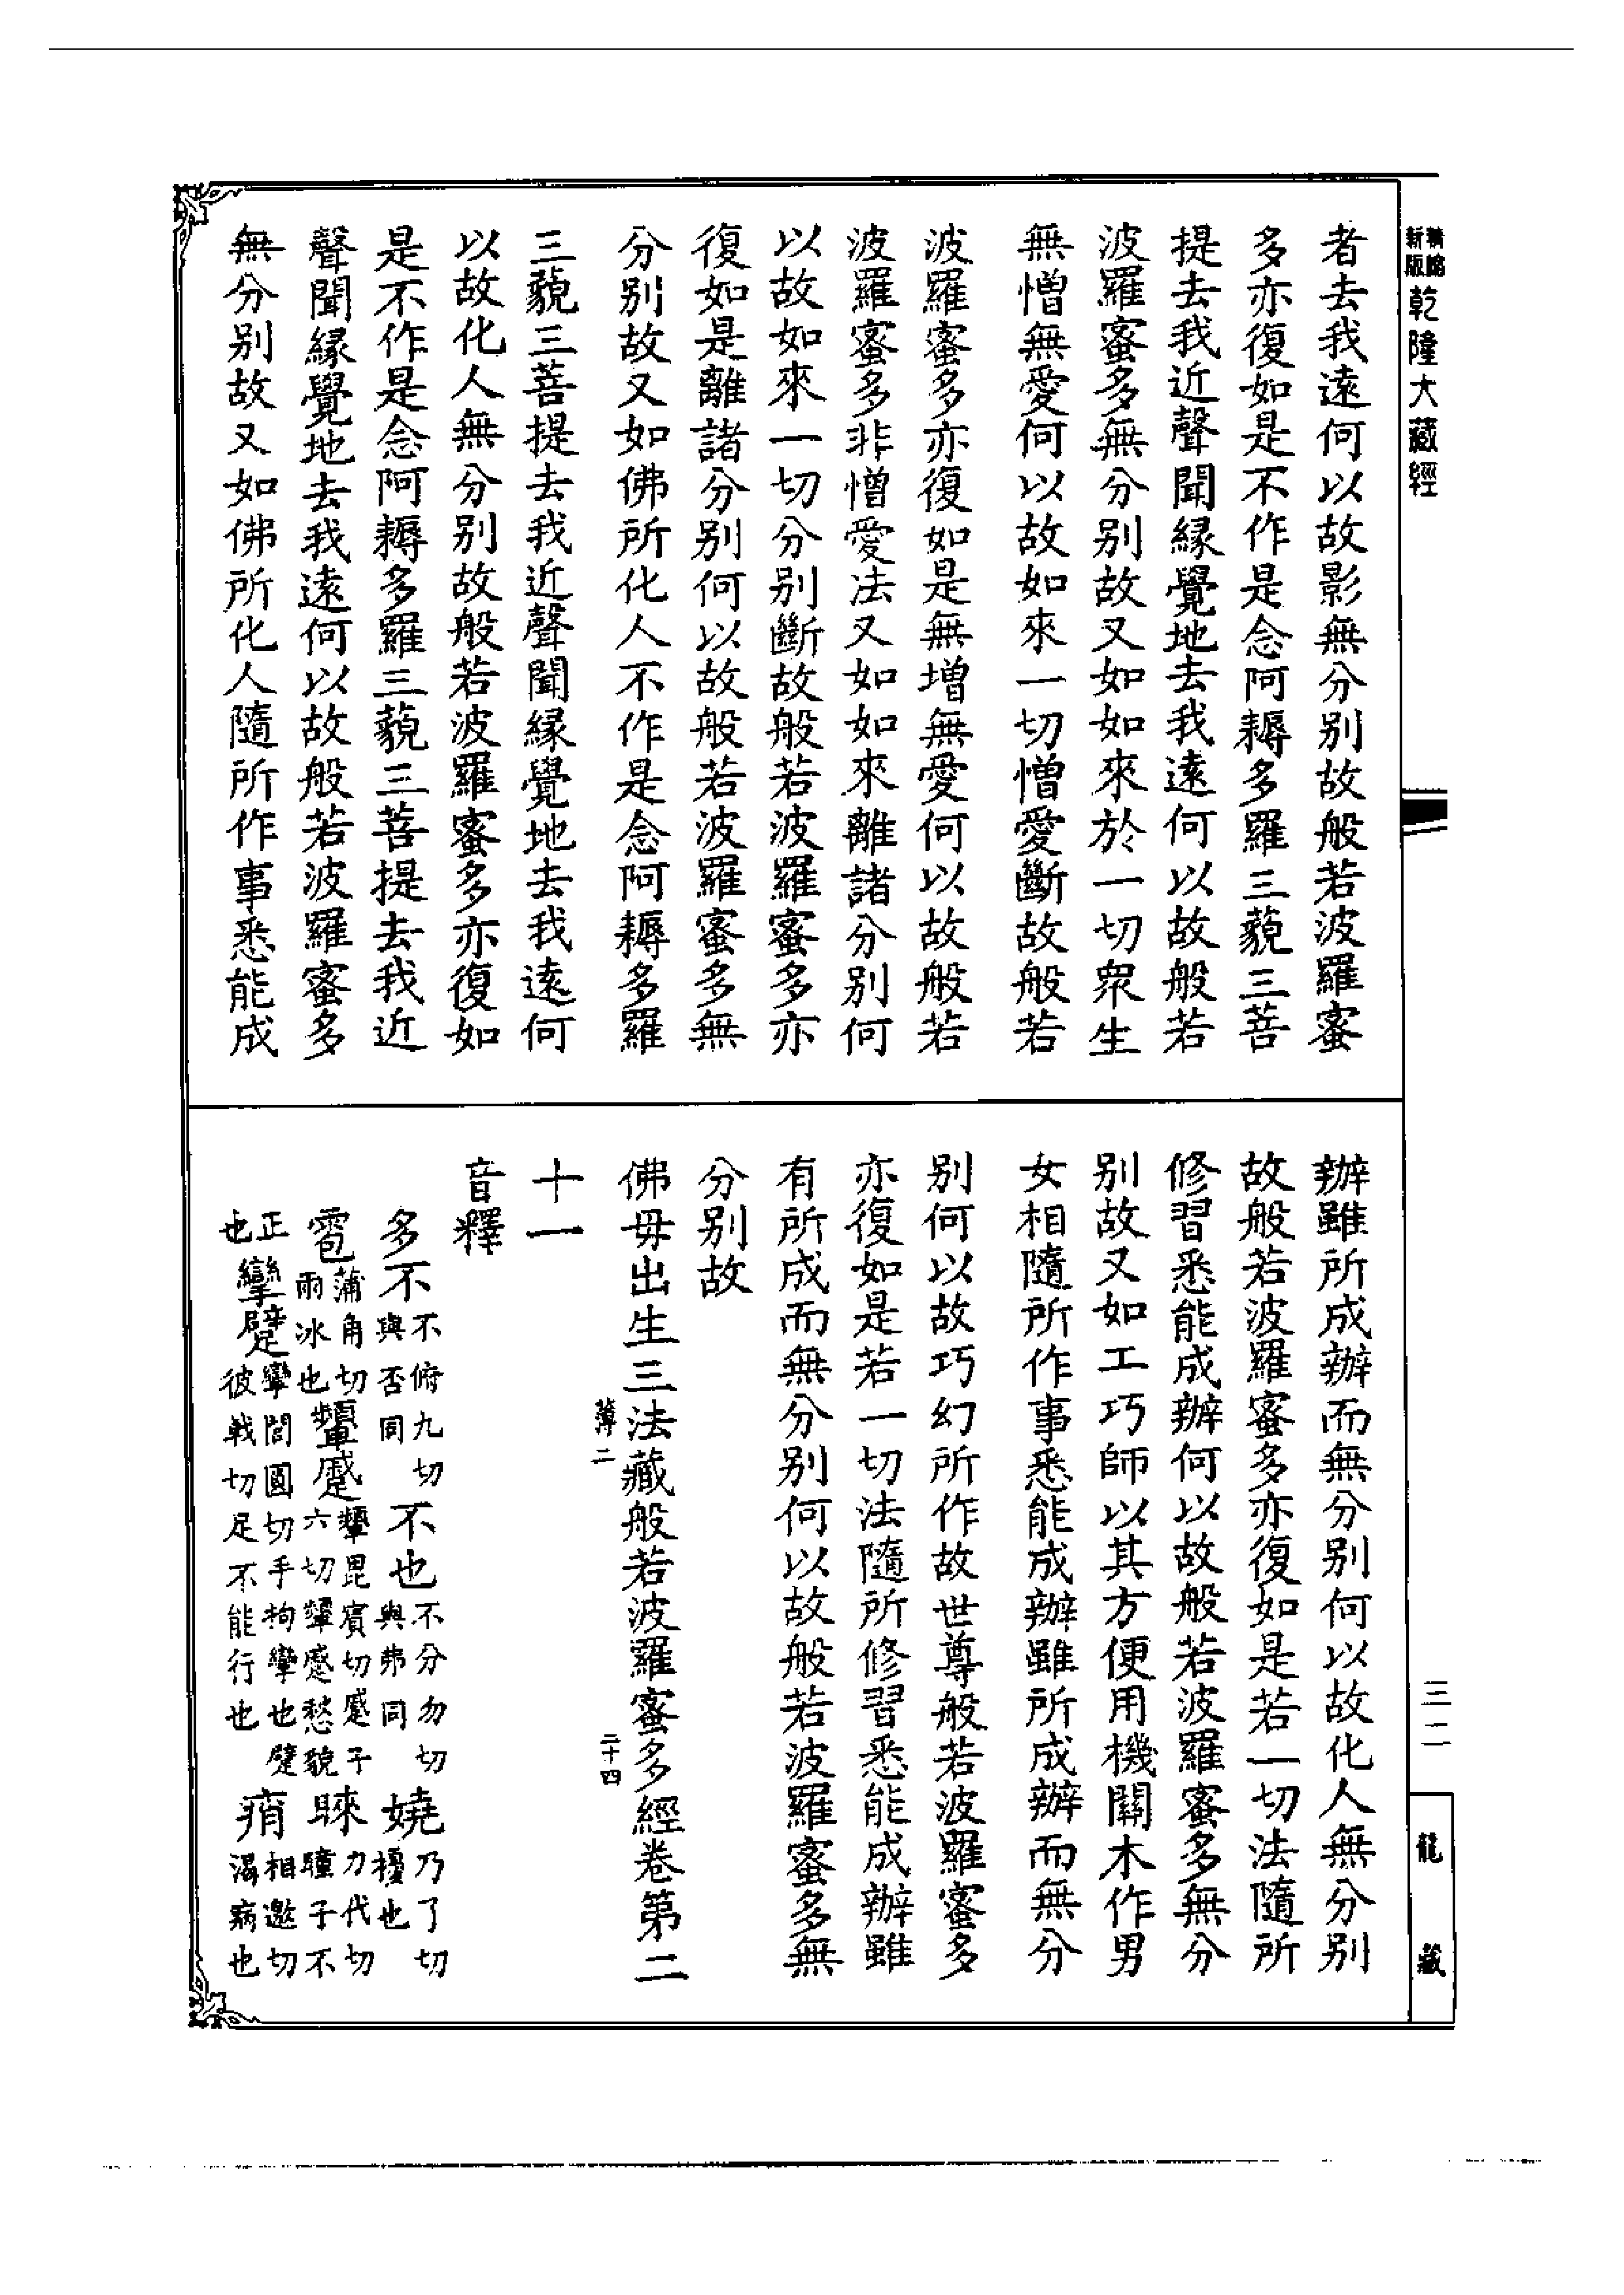 乾隆大藏經
者去我遠何以故影無分別故般若波羅蜜
多亦復如是不作是念阿耨多羅三藐三菩
提去我近聲聞緣覺地去我遠何以故般若
波羅蜜多無分別故又如如來於一切眾生
無憎無愛何以故如來一切憎愛斷故般若
波羅蜜多亦復如是無增無愛何以故般若
波羅蜜多非憎愛法又如如來離諸分別何
以故如來一切分別斷故般若波羅蜜多亦
復如是離諸分別何以故般若波羅蜜多無
分別故又如佛所化人不作是念阿耨多羅
三藐三菩提去我近聲聞緣覺地去我遠何
以故化人無分別故般若波羅蜜多亦復如
是不作是念阿耨多羅三藐三菩提去我近
聲聞緣覺地去我遠何以故般若波羅蜜多
無分別故又如佛所化人隨所作事悉能成
辦雖所成辦而無分別何以故化人無分別
故般若波羅蜜多亦復如是若一切法隨所
修習悉能成辦何以故般若波羅蜜多無分
別故又如工巧師以其方便用機關木作男
女相隨所作事悉能成辦雖所成辦而無分
別何以故巧幻所作故世尊般若波羅蜜多
亦復如是若一切法隨所修習悉能成辦雖
有所成而無分別何以故般若波羅蜜多無
分別故
佛母出生三法藏般若波羅蜜多經卷第二
十一
薄二
二十四
音釋
多不不俯九切與否同不也不分勿切與弗同嬈乃了切擾也
雹蒲角切雨冰也顰蹙顰毘賓切蹙子六切顰蹙愁貌睞力代切瞳子不
正也攣躄攣閭圓切手拘攣也躄彼戰切足不能行也痟相邀切渴病也
三二
龍藏